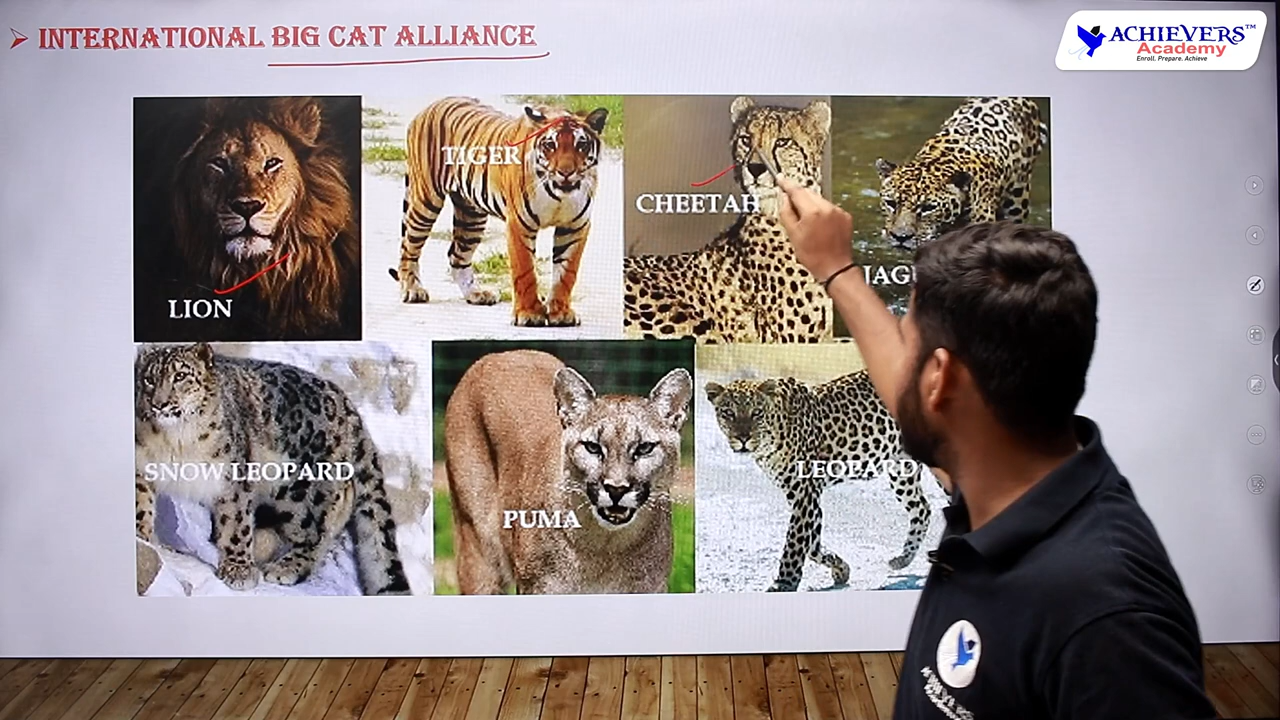 INTERNATIONAL BIG CAT ALLIANCE
ACHIEVERS™
Academy
Enroll. Prepare. Achieve
TIGER
CHEETAH
LION
SNOW LEOPARD
PUMA
LEOPARD